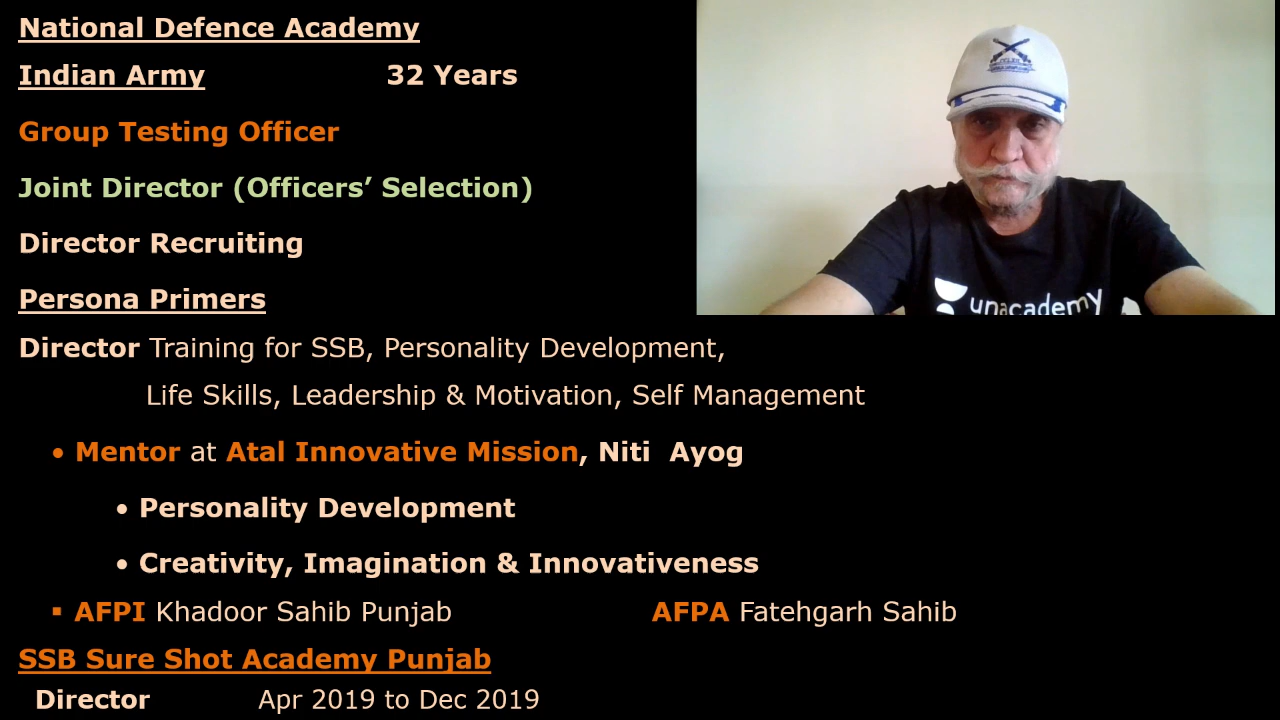 National Defence Academy
Indian Army 32 Years
Group Testing Officer
Joint Director (Officers’ Selection)
Director Recruiting
Persona Primers
Director Training for SSB, Personality Development,
Life Skills, Leadership & Motivation, Self Management
• Mentor at Atal Innovative Mission, Niti Ayog
• Personality Development
• Creativity, Imagination & Innovativeness
▪ AFPI Khadoor Sahib Punjab AFPA Fatehgarh Sahib
SSB Sure Shot Academy Punjab
Director Apr 2019 to Dec 2019
unacademy